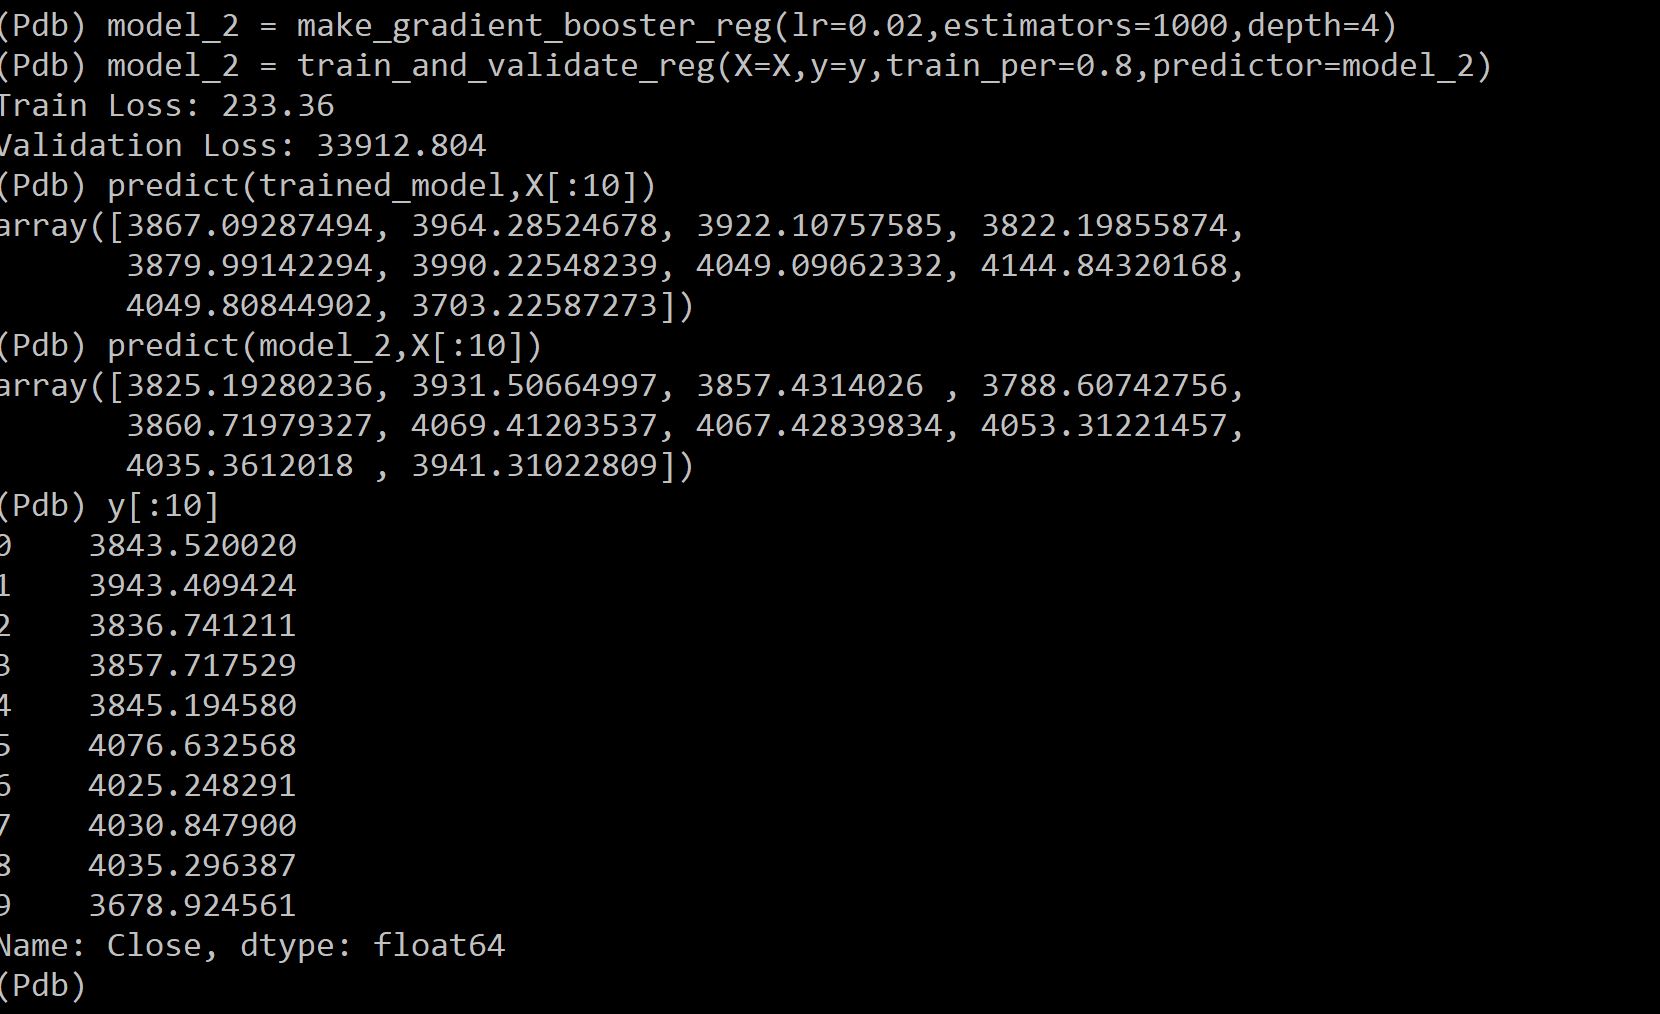 (Pdb) model_2 = make_gradient_booster_reg(lr=0.02,estimators=1000,depth=4)
(Pdb) model_2 = train_and_validate_reg(X=X,y=y,train_per=0.8,predictor=model_2)
Train Loss: 233.36
Validation Loss: 33912.804
(Pdb) predict(trained_model,X[:10])
array([3867.09287494, 3964.28524678, 3922.10757585, 3822.19855874,
       3879.99142294, 3990.22548239, 4049.09062332, 4144.84320168,
       4049.80844902, 3703.22587273])
(Pdb) predict(model_2,X[:10])
array([3825.19280236, 3931.50664997, 3857.4314026 , 3788.60742756,
       3860.71979327, 4069.41203537, 4067.42839834, 4053.31221457,
       4035.3612018 , 3941.31022809])
(Pdb) y[:10]
0    3843.520020
1    3943.409424
2    3836.741211
3    3857.717529
4    3845.194580
5    4076.632568
6    4025.248291
7    4030.847900
8    4035.296387
9    3678.924561
Name: Close, dtype: float64
(Pdb)